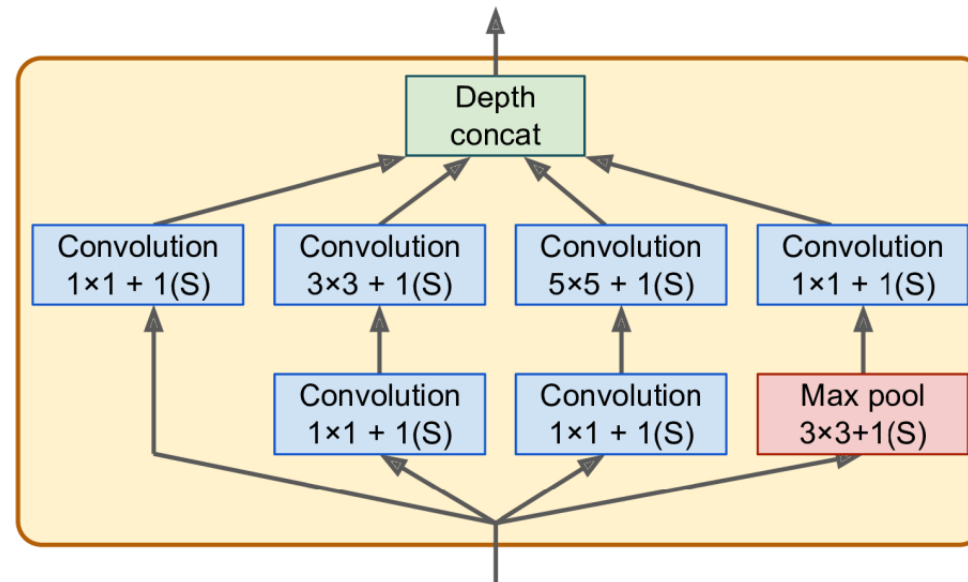 Depth
concat
Convolution
1×1 + 1(S)
Convolution
3×3 + 1(S)
Convolution
5×5 + 1(S)
Convolution
1×1 + 1(S)
Convolution
1×1 + 1(S)
Convolution
1×1 + 1(S)
Max pool
3×3+1(S)